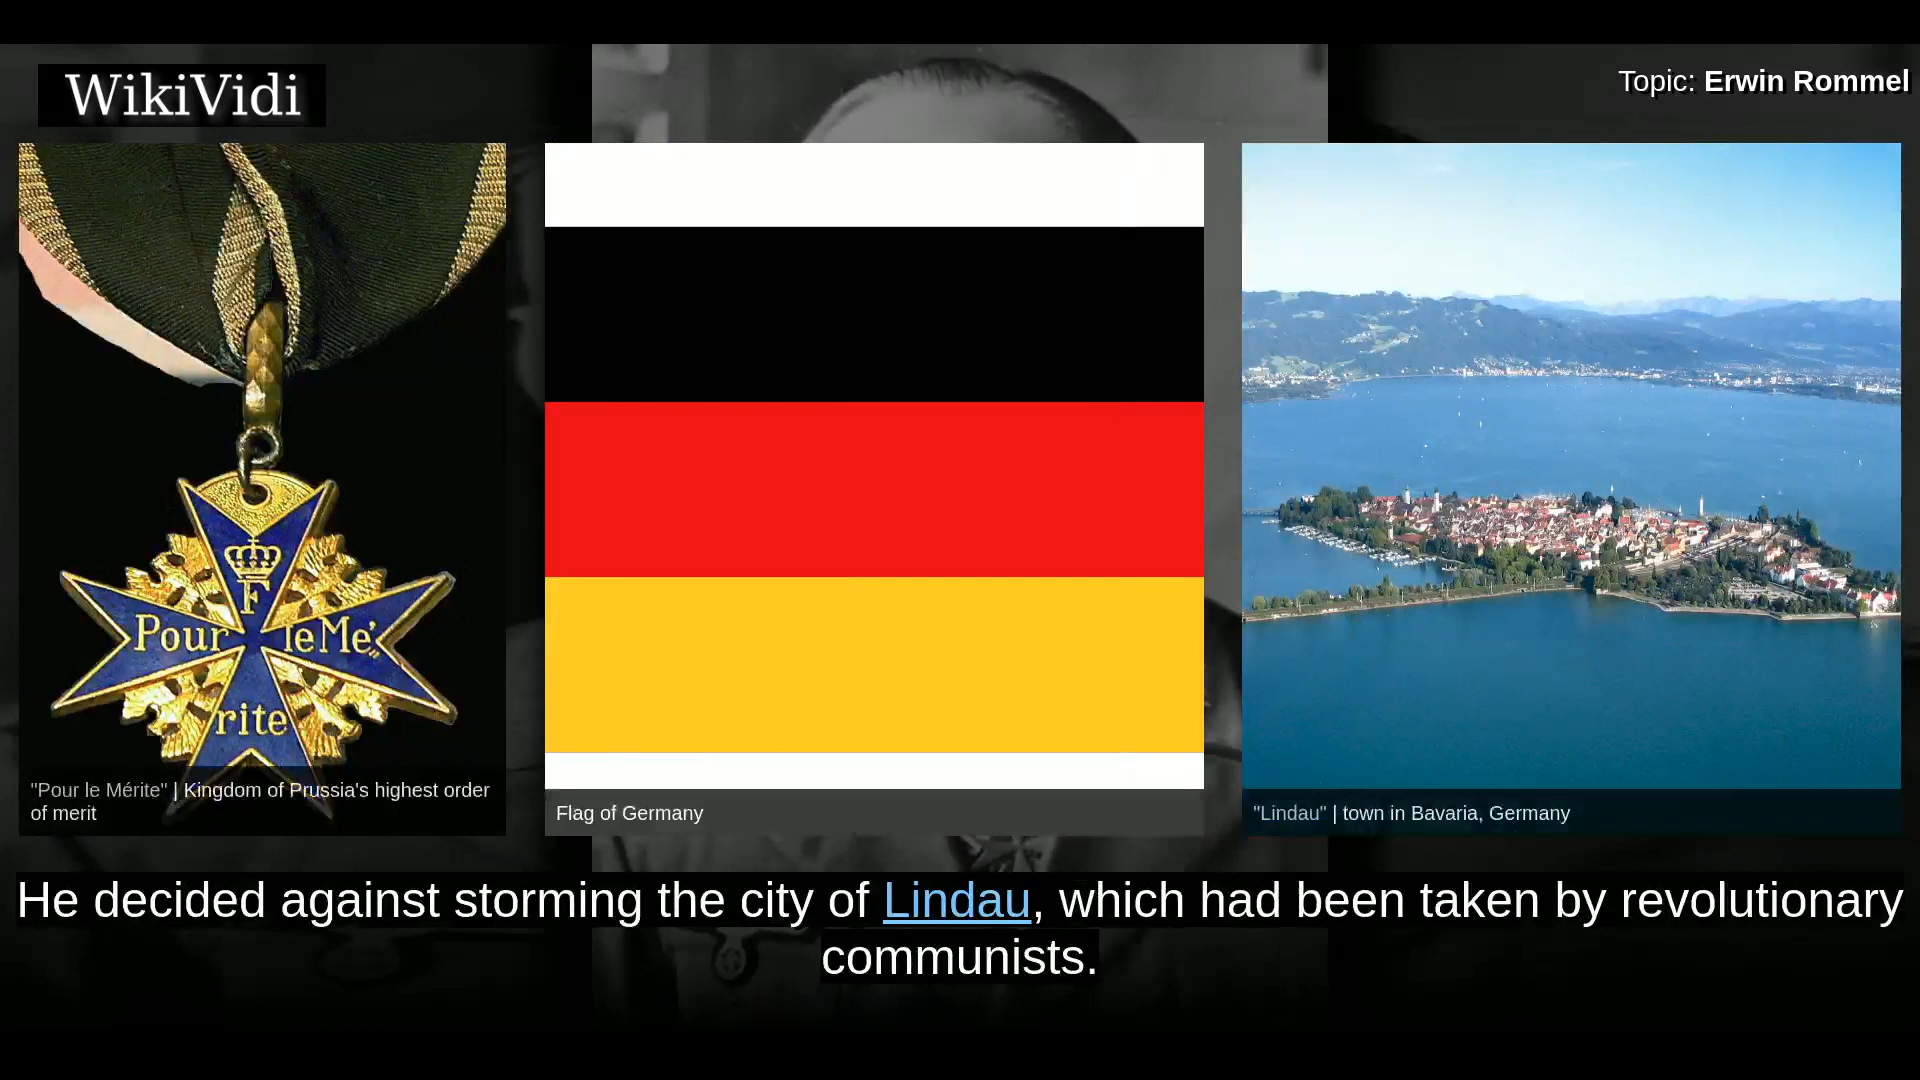 WikiVidi
Topic: Erwin Rommel
F
Pour le Mé
rite
"Pour le Mérite" | Kingdom of Prussia's highest order
of merit
Flag of Germany
"Lindau" | town in Bavaria, Germany
He decided against storming the city of Lindau, which had been taken by revolutionary
communists.